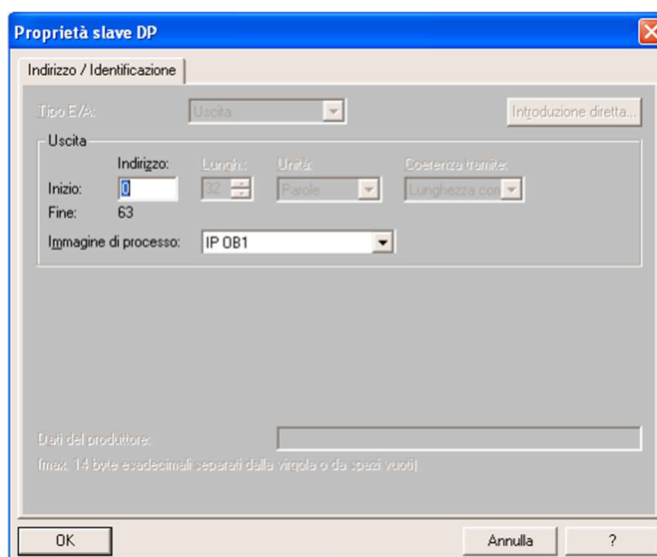 Proprietà slave DP
Indirizzo / Identificazione
Tipo E/A: Uscita Introduzione diretta...
Uscita
Indirizzo: Lungh.: Unità: Coerenza tramite:
Inizio: 0 32 Parole Lunghezza con
Fine: 63
Immagine di processo: IP OB1
Dati del produttore:
(max. 14 byte esadecimali separati dalla virgola o da spazi vuoti)
OK Annulla ?